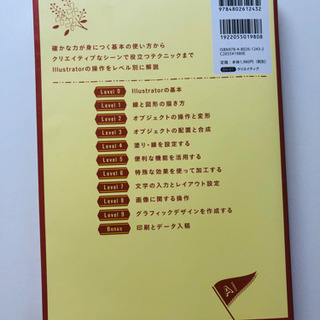 9784802612432
1922055019808
ISBN978-4-8026-1243-2
C2055 ¥1980E
定価：本体1,980円（税別）
クリエイティブ
確かな力が身につく基本の使い方から
クリエイティブなシーンで役立つテクニックまで
Illustratorの操作をレベル別に解説
Level 0 Illustratorの基本
Level 1 線と図形の描き方
Level 2 オブジェクトの操作と変形
Level 3 オブジェクトの配置と合成
Level 4 塗り・線を設定する
Level 5 便利な機能を活用する
Level 6 特殊な効果を使って加工する
Level 7 文字の入力とレイアウト設定
Level 8 画像に関する操作
Level 9 グラフィックデザインを作成する
Bonus 印刷とデータ入稿
Ai